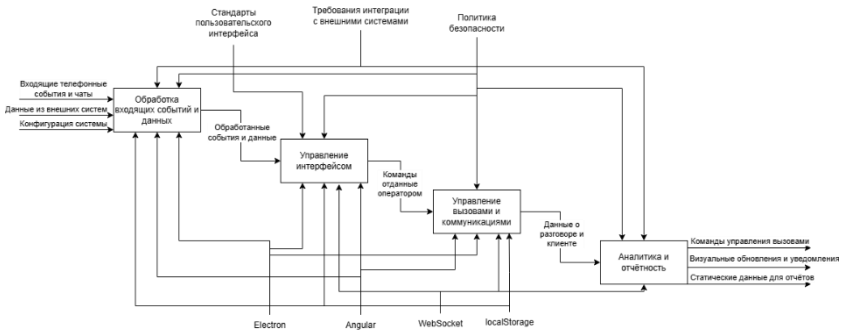 Стандарты
пользовательского
интерфейса
Требования интеграции
с внешними системами
Политика
безопасности
Входящие телефонные
события и чаты
Данные из внешних систем
Конфигурация системы
Обработка
входящих событий и
данных
Обработанные
события и данные
Управление
интерфейсом
Команды
отданные
оператором
Управление
вызовами и
коммуникациями
Данные о
разговоре и
клиенте
Аналитика и
отчётность
Команды управления вызовами
Визуальные обновления и уведомления
Статические данные для отчётов
Electron
Angular
WebSocket
localStorage